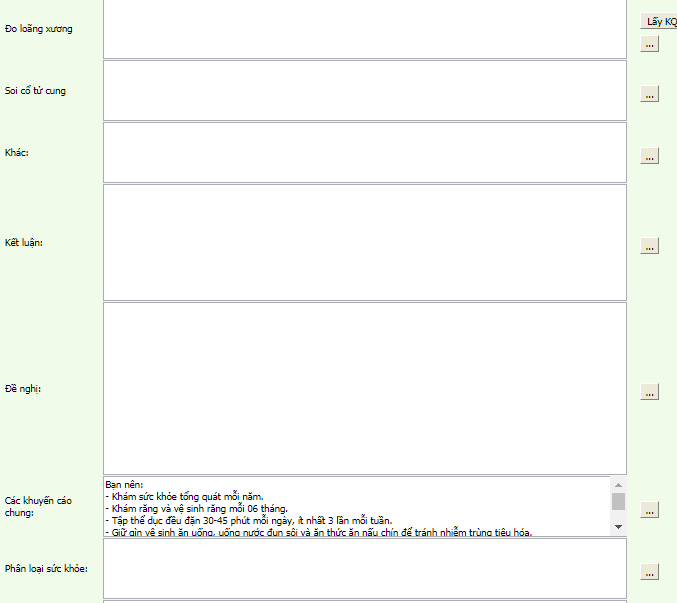 Đo loãng xương
Lấy KQ
...
Soi cổ tử cung
...
Khác:
...
Kết luận:
...
Đề nghị:
...
Các khuyến cáo
chung:
Bạn nên:
- Khám sức khỏe tổng quát mỗi năm.
- Khám răng và vệ sinh răng mỗi 06 tháng.
- Tập thể dục đều đặn 30-45 phút mỗi ngày, ít nhất 3 lần mỗi tuần.
- Giữ gìn vệ sinh ăn uống, uống nước đun sôi và ăn thức ăn nấu chín để tránh nhiễm trùng tiêu hóa.
...
Phân loại sức khỏe:
...